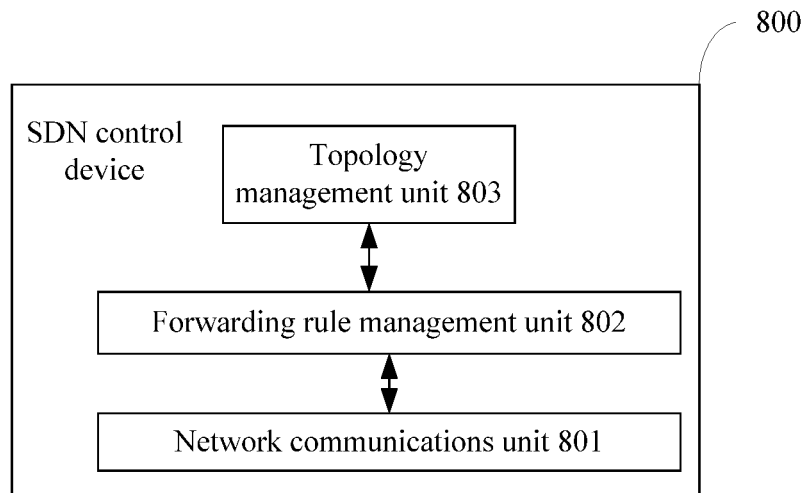 800
SDN control
device
Topology
management unit 803
Forwarding rule management unit 802
Network communications unit 801